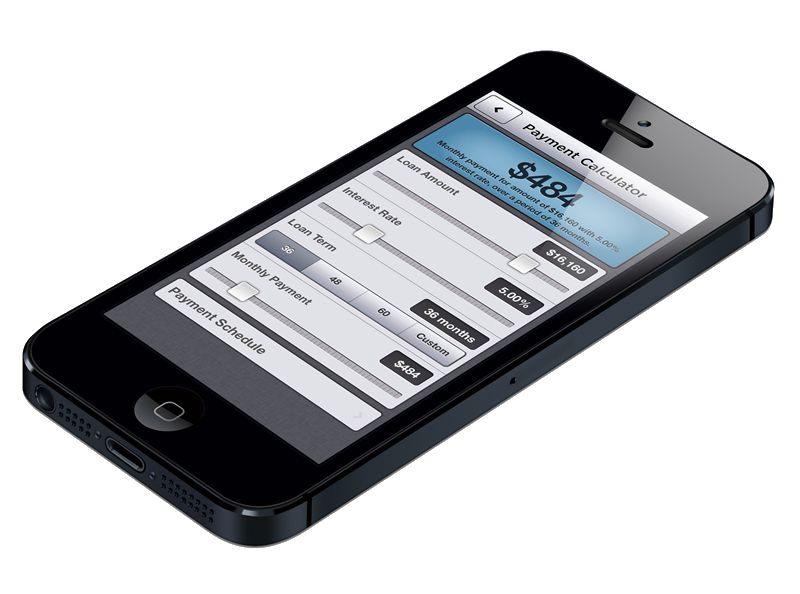 Payment Calculator
$484
Monthly payment for amount of $16,160 with 5.00%
interest rate, over a period of 36 months.
Loan Amount
$16,160
Interest Rate
5.00%
Loan Term
36 months
36 48 60 Custom
Monthly Payment
$484
Payment Schedule